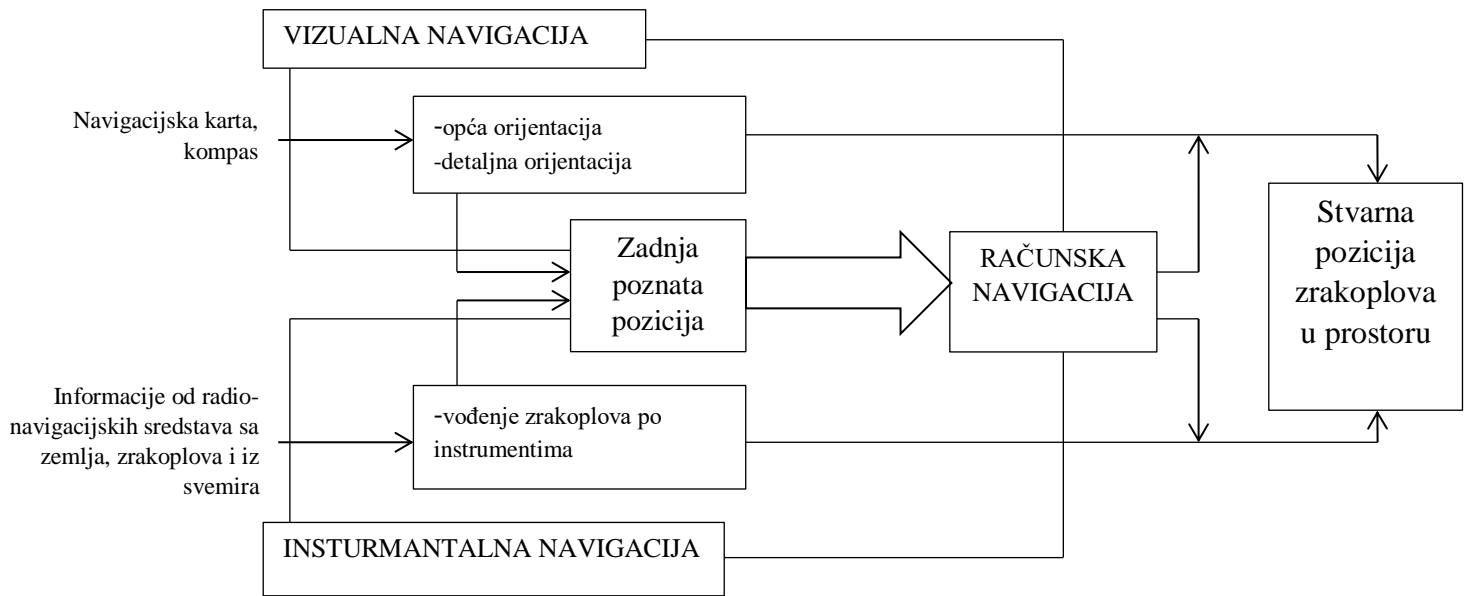 VIZUALNA NAVIGACIJA
Navigacijska karta,
kompas
-opća orijentacija
-detaljna orijentacija
Zadnja
poznata
pozicija
RAČUNSKA
NAVIGACIJA
Stvarna
pozicija
zrakoplova
u prostoru
Informacije od radio-
navigacijskih sredstava sa
zemlja, zrakoplova i iz
svemira
-vođenje zrakoplova po
instrumentima
INSTURMANTALNA NAVIGACIJA